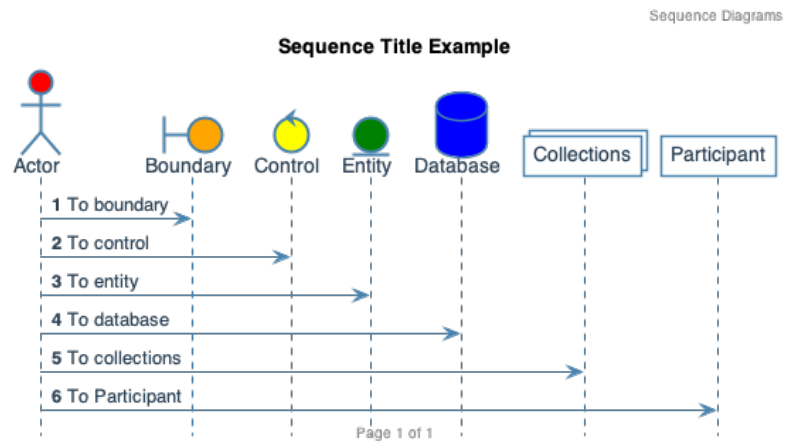 Sequence Diagrams
Sequence Title Example
Actor Boundary Control Entity Database Collections Participant
1 To boundary
2 To control
3 To entity
4 To database
5 To collections
6 To Participant
Page 1 of 1